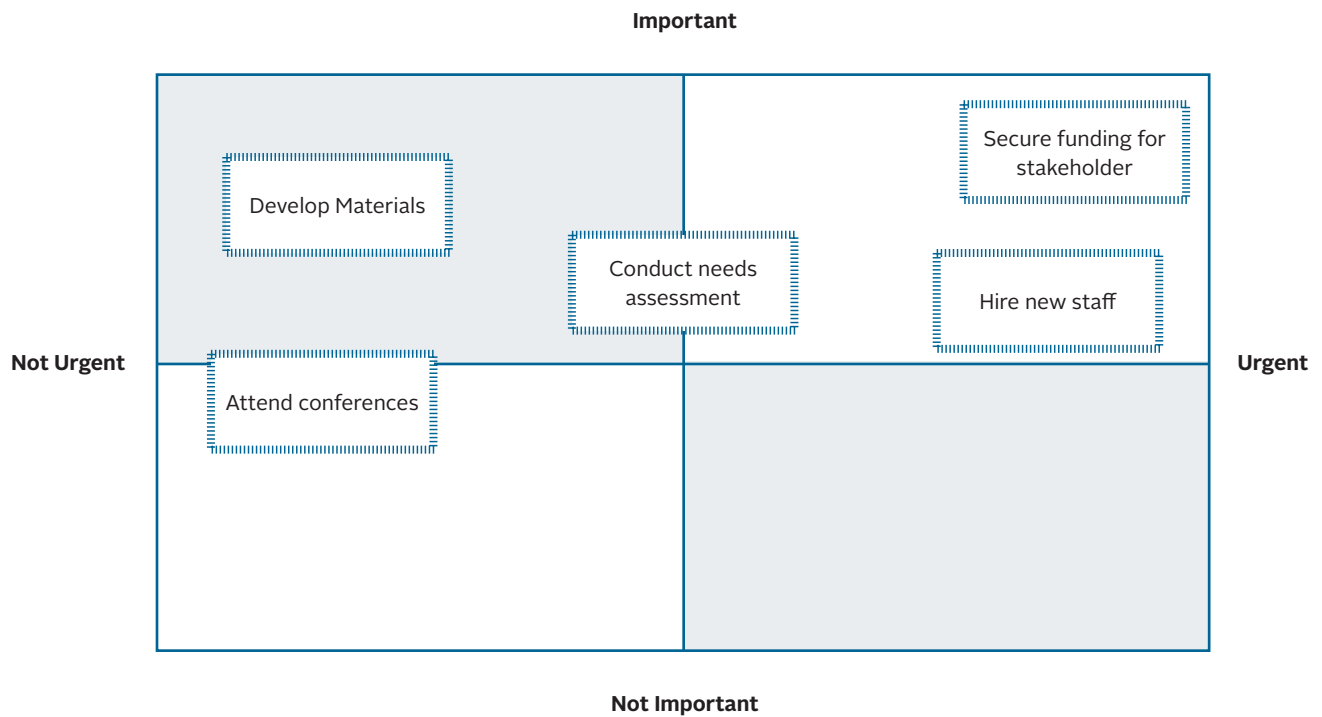 Important
Secure funding for
stakeholder
Develop Materials
Conduct needs
assessment
Hire new staff
Not Urgent
Urgent
Attend conferences
Not Important